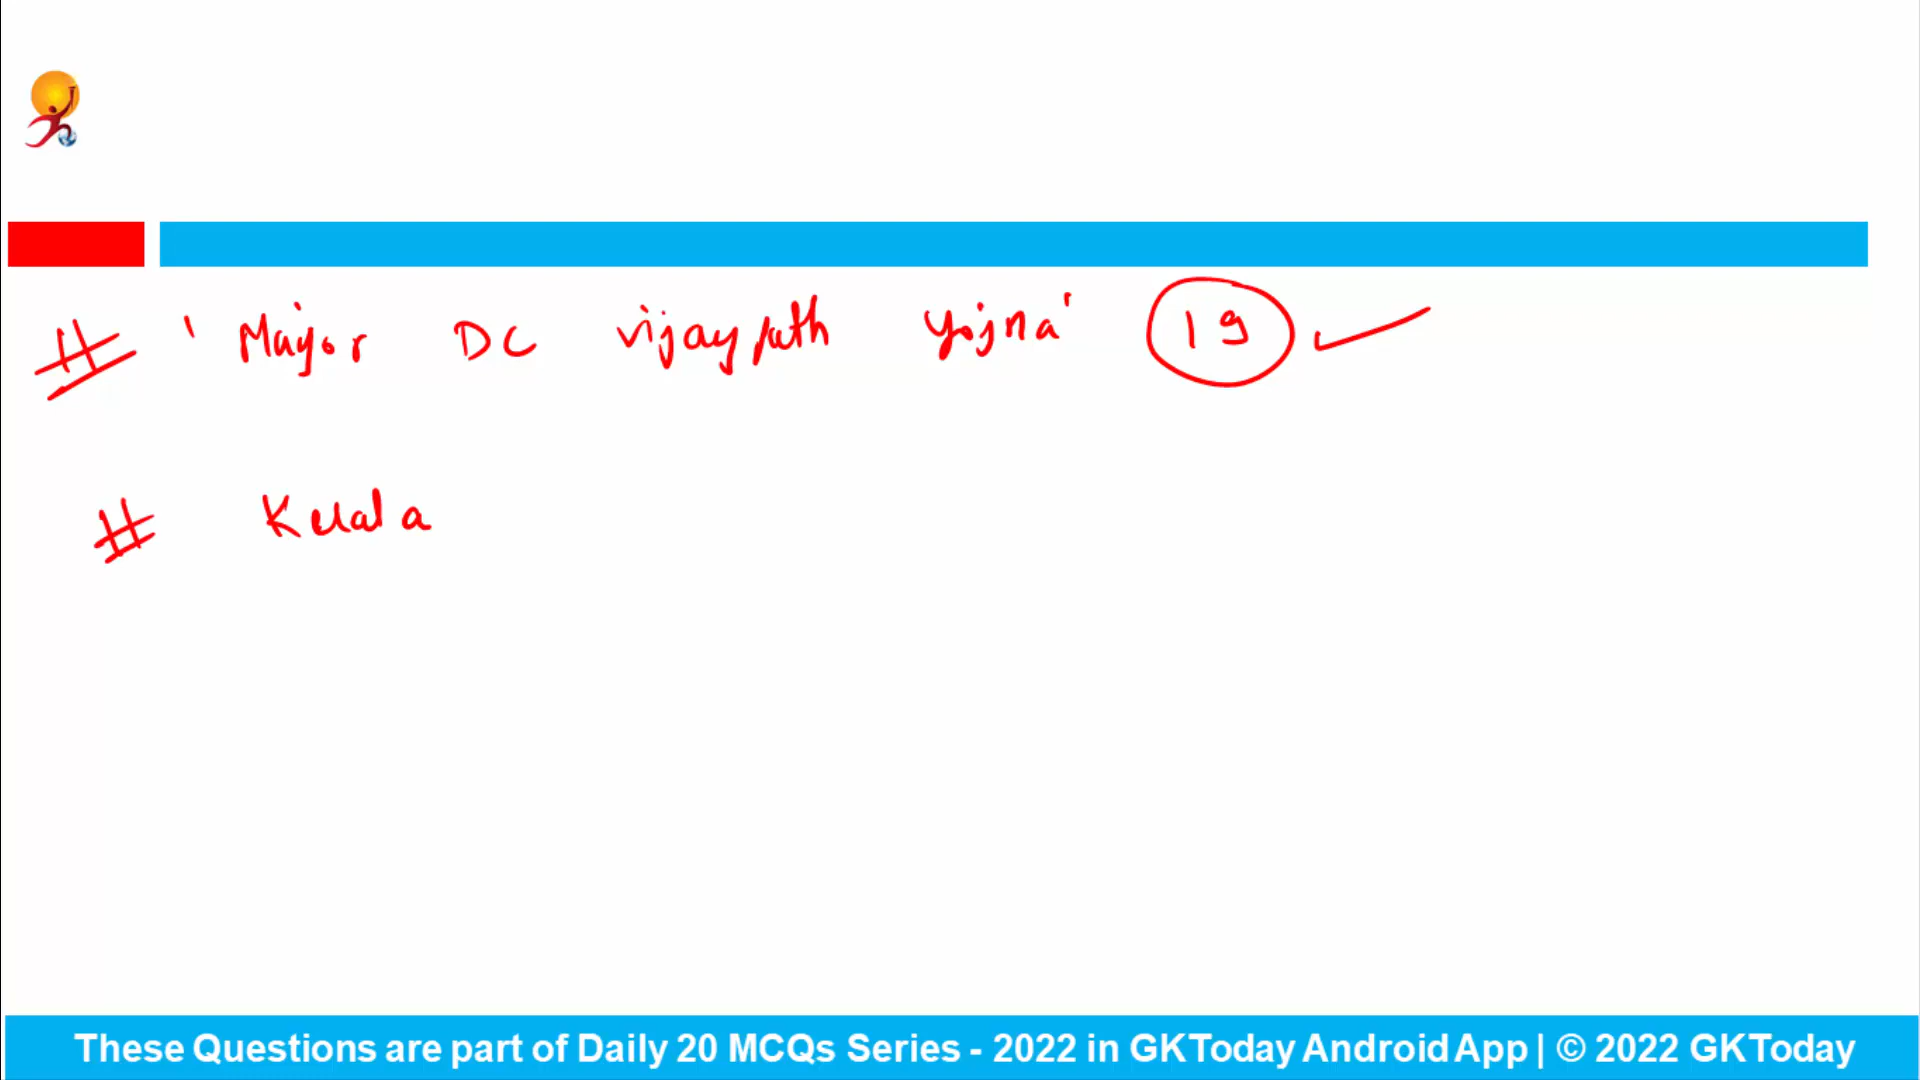 # 'Major DC vijaypath yojna' 19
# Kerala
These Questions are part of Daily 20 MCQs Series - 2022 in GKToday Android App | © 2022 GKToday